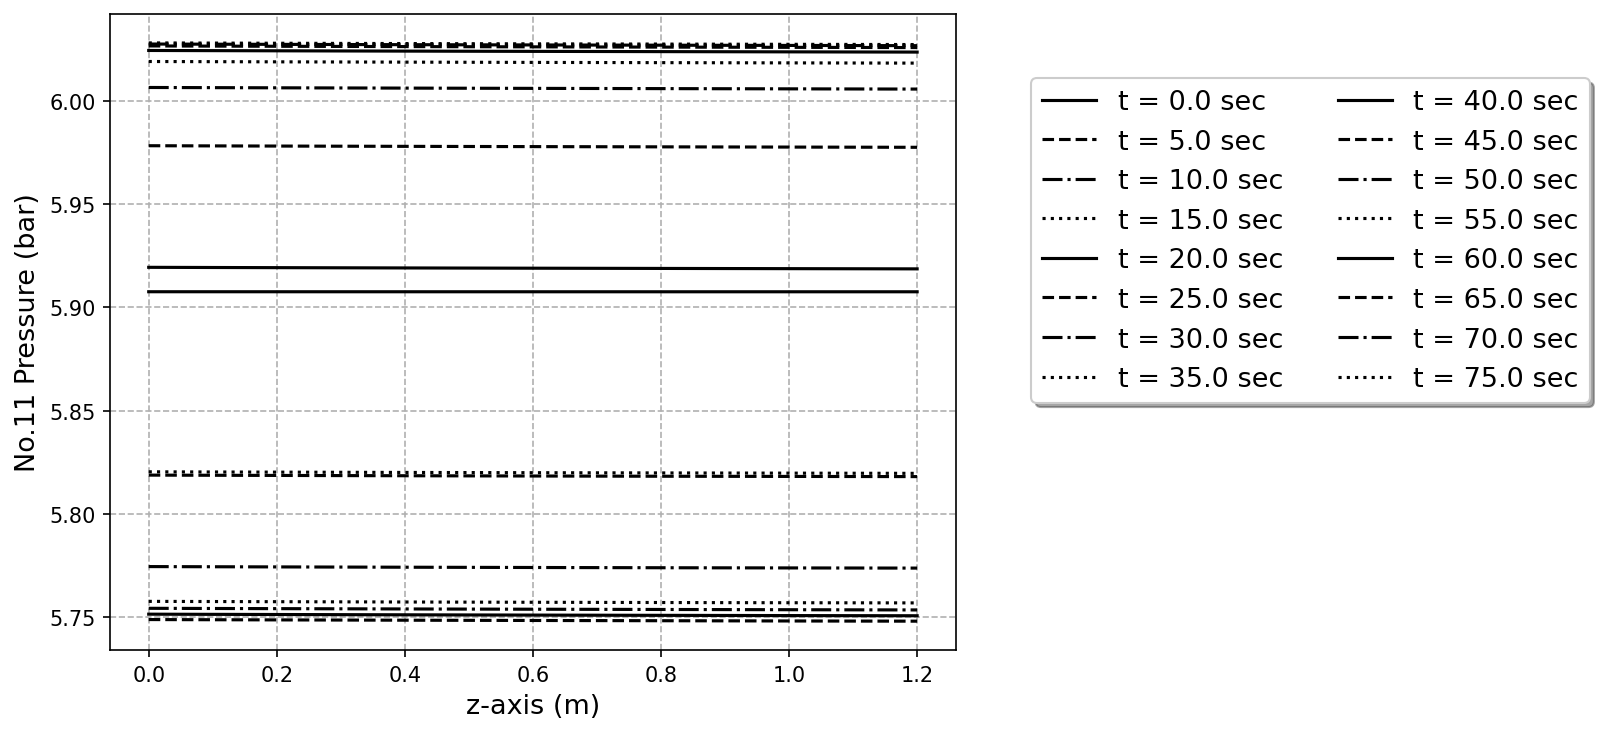 No.11 Pressure (bar)
6.00
5.95
5.90
5.85
5.80
5.75
0.0 0.2 0.4 0.6 0.8 1.0 1.2
z-axis (m)
t = 0.0 sec
t = 5.0 sec
t = 10.0 sec
t = 15.0 sec
t = 20.0 sec
t = 25.0 sec
t = 30.0 sec
t = 35.0 sec
t = 40.0 sec
t = 45.0 sec
t = 50.0 sec
t = 55.0 sec
t = 60.0 sec
t = 65.0 sec
t = 70.0 sec
t = 75.0 sec